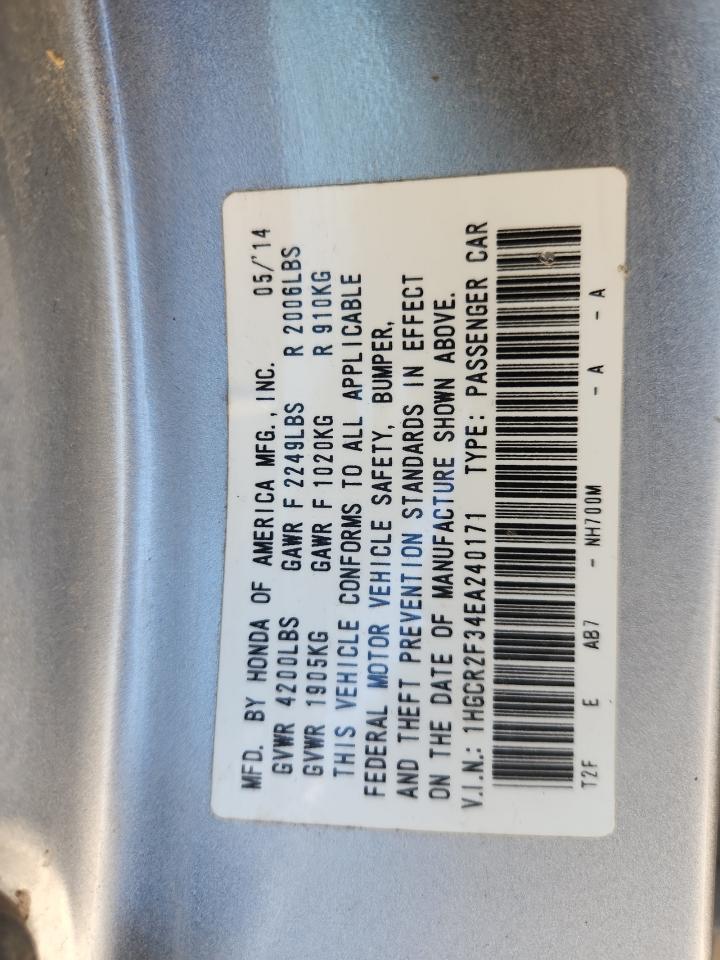 MFD. BY HONDA OF AMERICA MFG., INC. 05/'14
GVWR 4200LBS GAWR F 2249LBS R 2006LBS
GVWR 1905KG GAWR F 1020KG R 910KG
THIS VEHICLE CONFORMS TO ALL APPLICABLE
FEDERAL MOTOR VEHICLE SAFETY, BUMPER,
AND THEFT PREVENTION STANDARDS IN EFFECT
ON THE DATE OF MANUFACTURE SHOWN ABOVE.
V.I.N.: 1HGCR2F34EA240171 TYPE: PASSENGER CAR
T2F E AB7 - NH700M - A - A